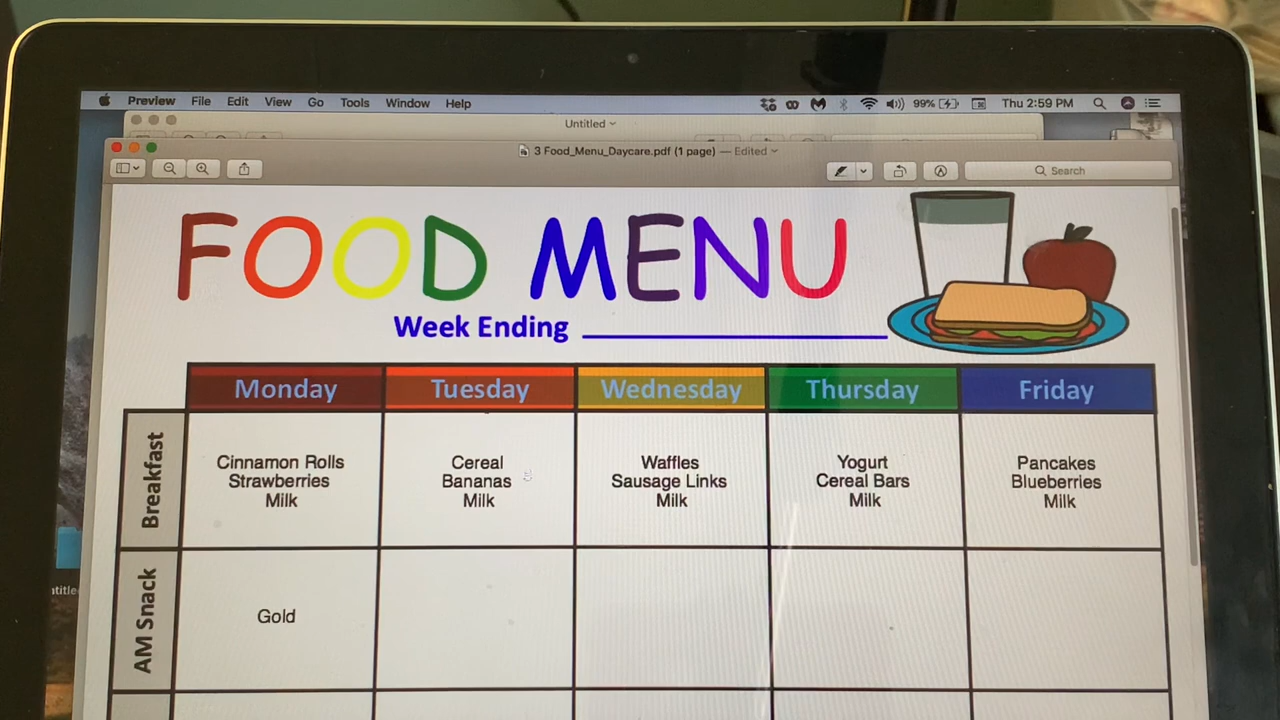 Preview File Edit View Go Tools Window Help 99% Thu 2:59 PM
Untitled
3 Food_Menu_Daycare.pdf (1 page) — Edited
Search
FOOD MENU
Week Ending
Monday Tuesday Wednesday Thursday Friday
Breakfast
Cinnamon Rolls
Strawberries
Milk
Cereal
Bananas
Milk
Waffles
Sausage Links
Milk
Yogurt
Cereal Bars
Milk
Pancakes
Blueberries
Milk
AM Snack
Gold